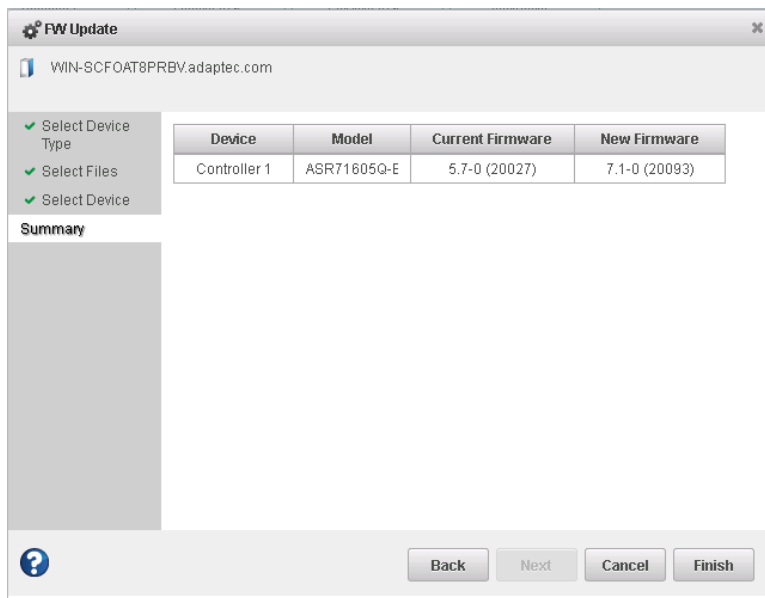 FW Update
WIN-SCFOAT8PRBV.adaptec.com
Select Device
Type
Select Files
Select Device
Summary
Device Model Current Firmware New Firmware
Controller 1 ASR71605Q-E 5.7-0 (20027) 7.1-0 (20093)
Back Next Cancel Finish